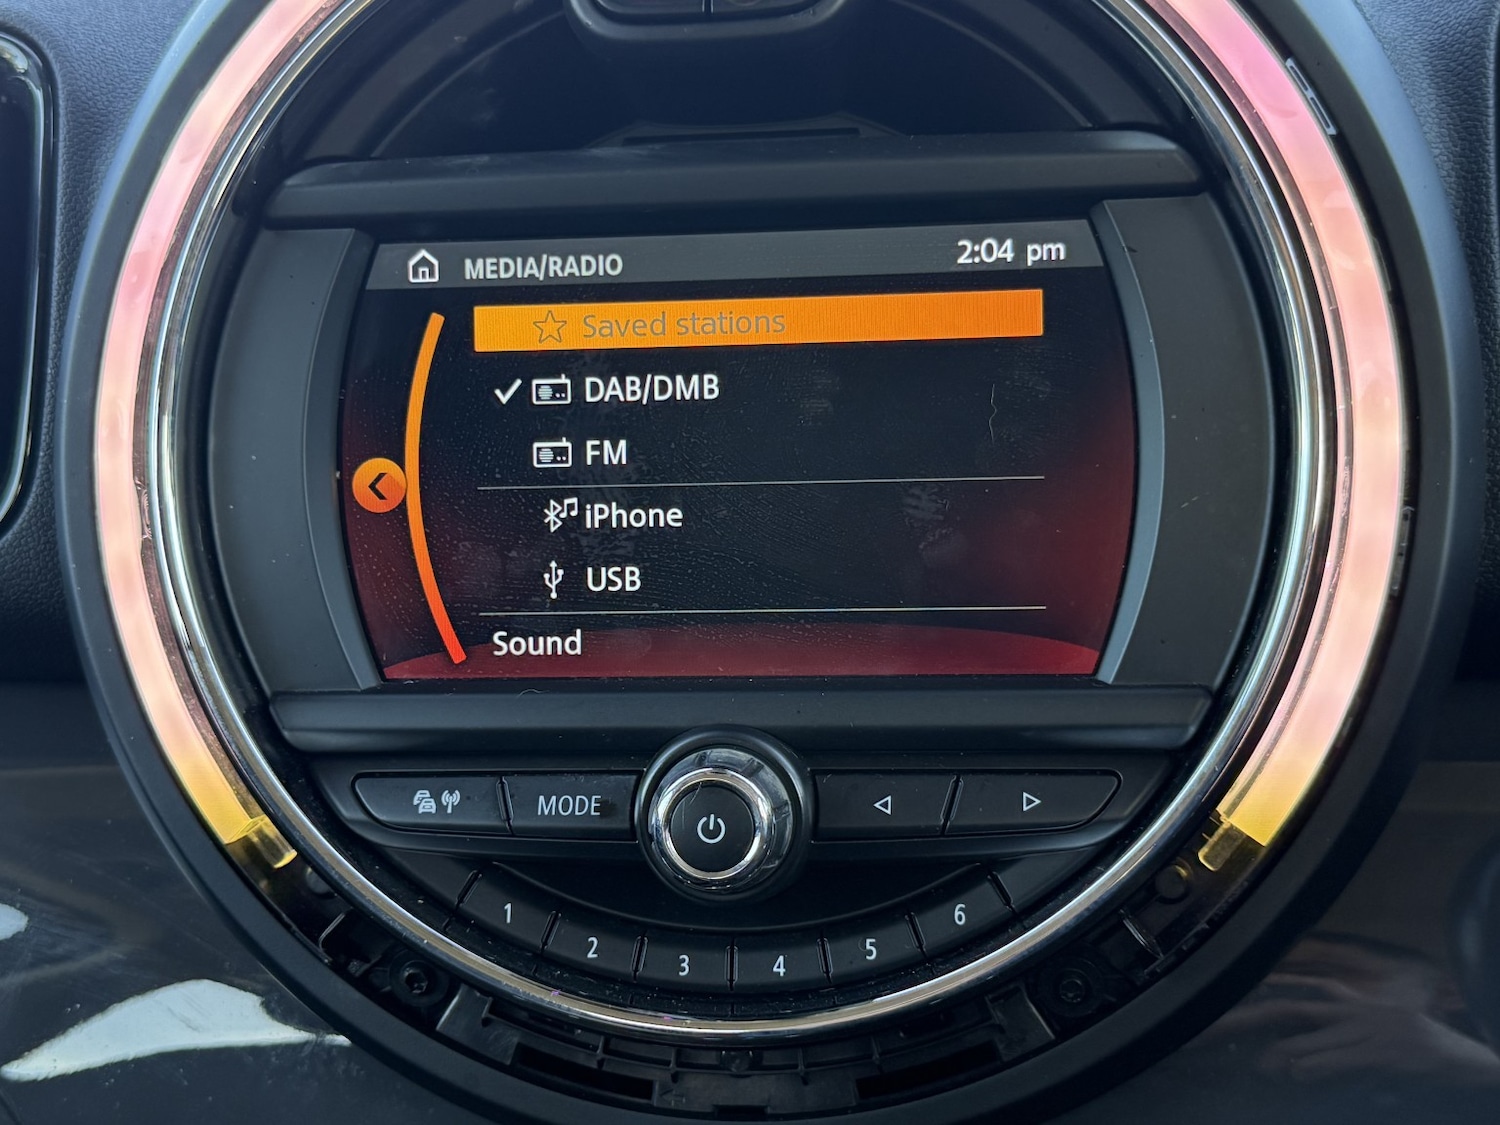 MEDIA/RADIO 2:04 pm
Saved stations
DAB/DMB
FM
iPhone
USB
Sound
MODE
1 2 3 4 5 6